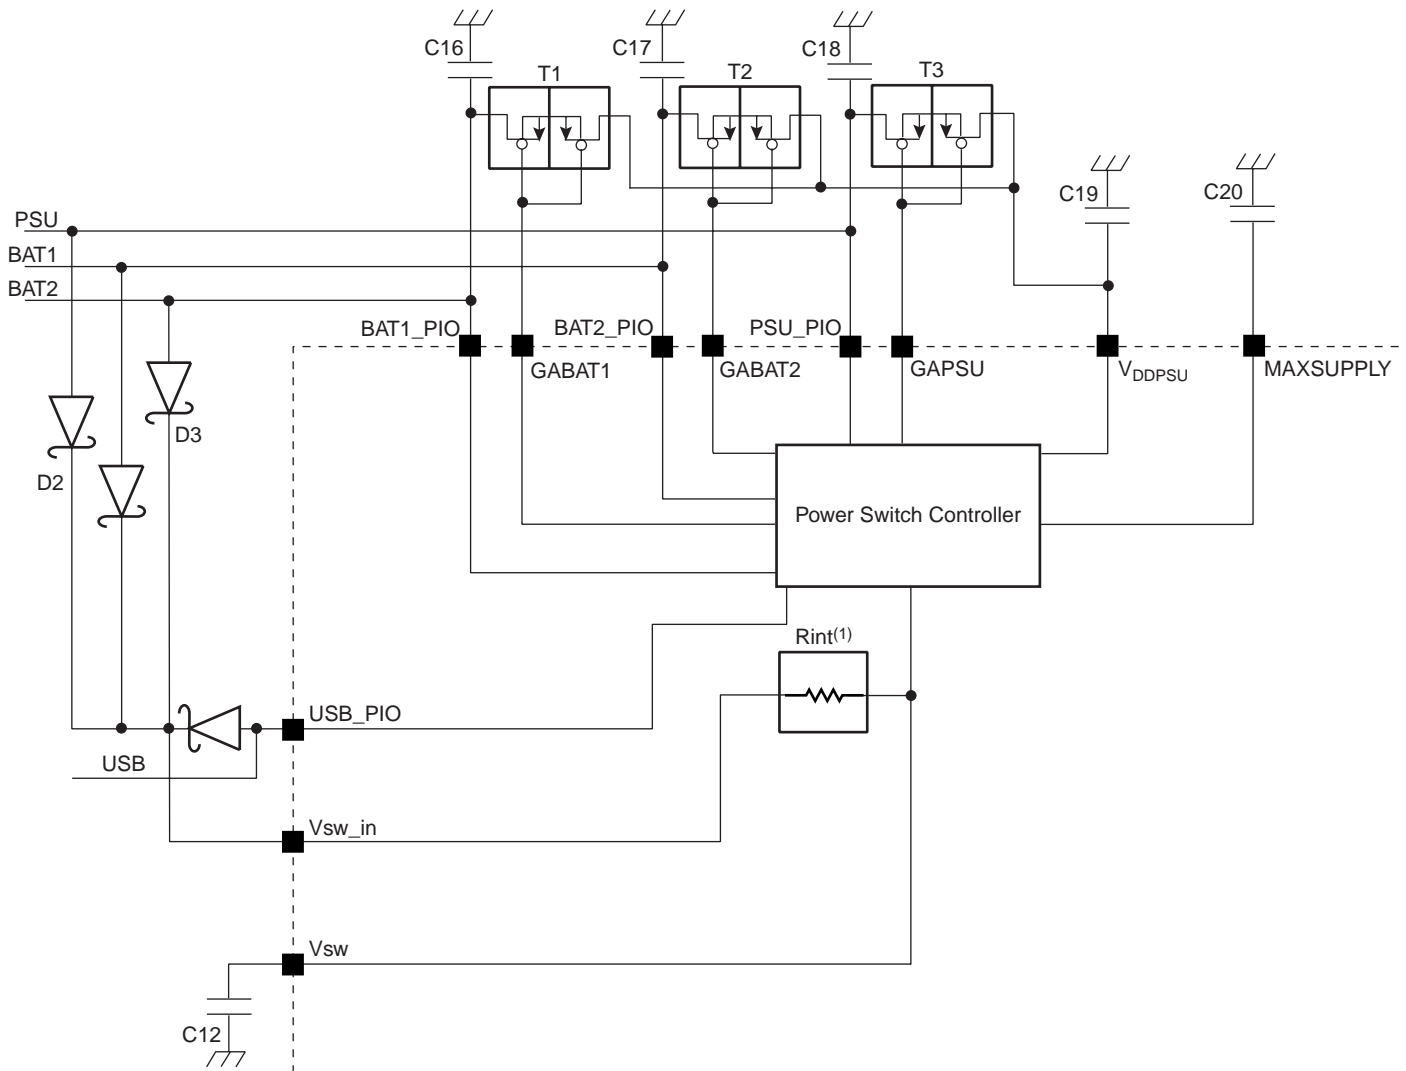 C16
C17
C18
T1
T2
T3
C19
C20
PSU
BAT1
BAT2
BAT1_PIO
BAT2_PIO
PSU_PIO
GABAT1
GABAT2
GAPSU
VDDPSU
MAXSUPPLY
D3
D2
Power Switch Controller
Rint(1)
USB_PIO
USB
Vsw_in
Vsw
C12